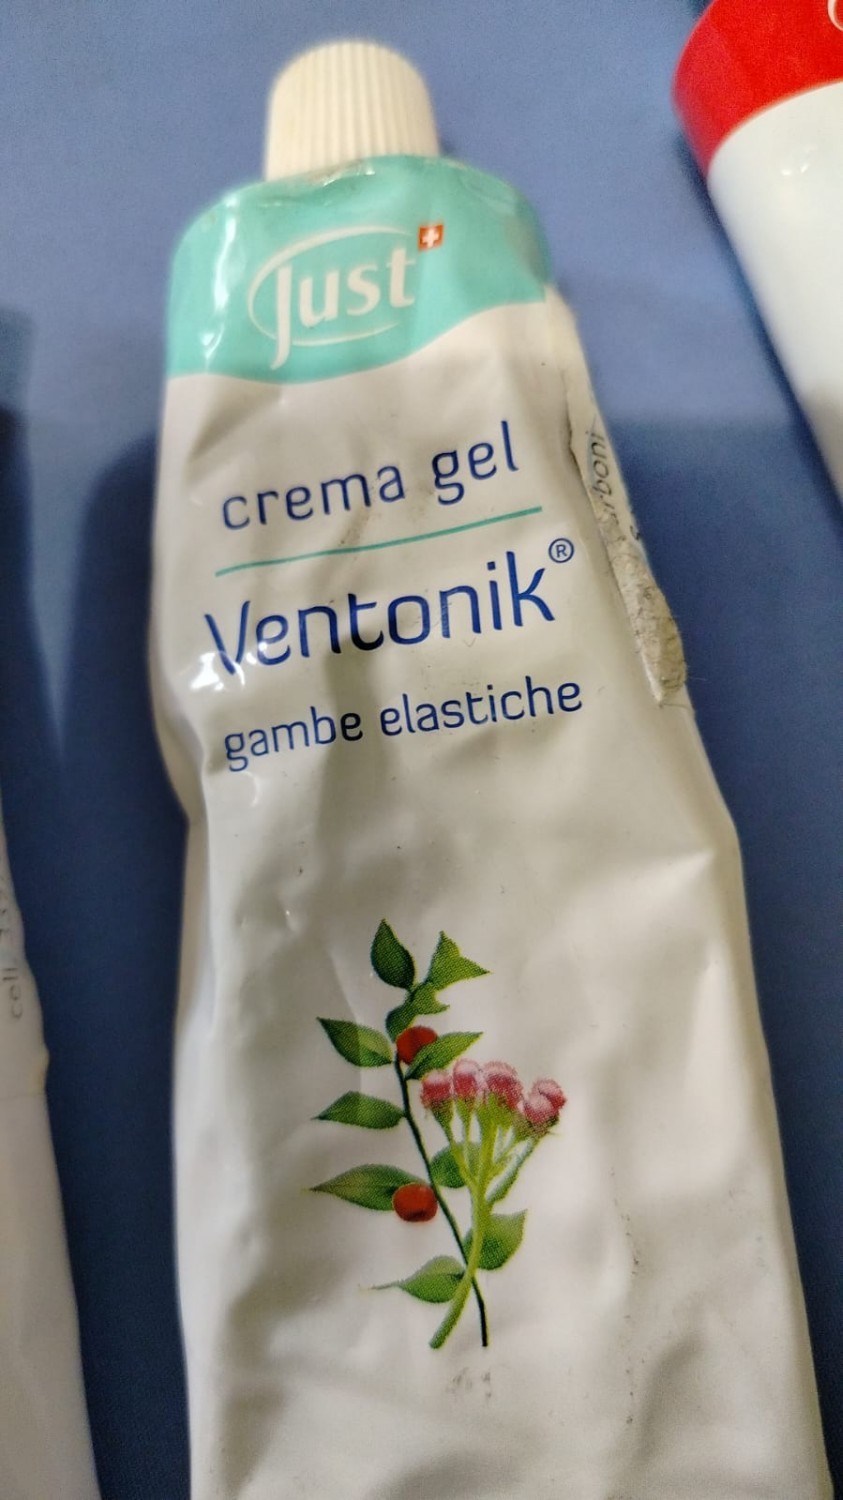 Just
crema gel
Ventonik®
gambe elastiche